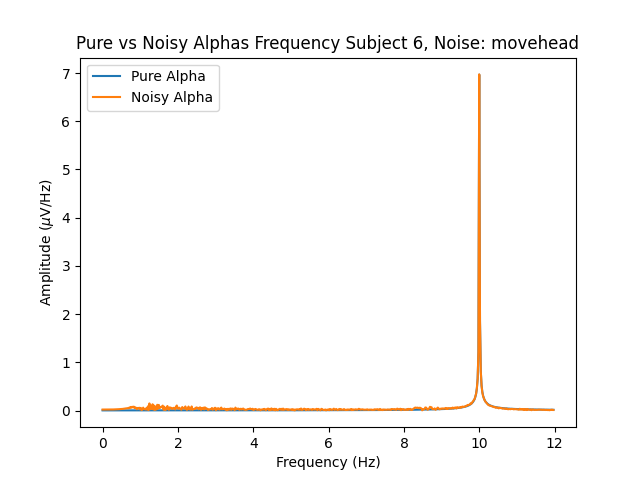 Pure vs Noisy Alphas Frequency Subject 6, Noise: movehead
Pure Alpha
Noisy Alpha
7
6
5
4
3
2
1
0
Amplitude (μV/Hz)
0 2 4 6 8 10 12
Frequency (Hz)